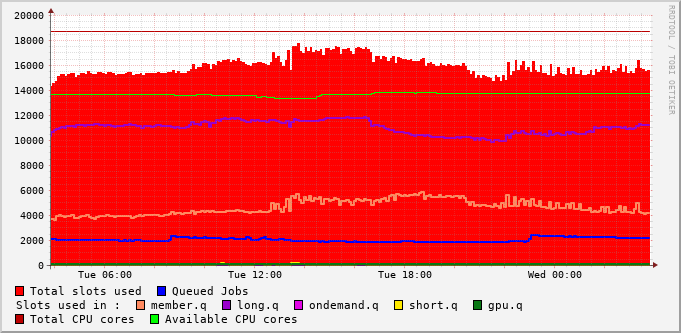 20000
18000
16000
14000
12000
10000
8000
6000
4000
2000
0
Tue 06:00 Tue 12:00 Tue 18:00 Wed 00:00
Total slots used Queued Jobs
Slots used in : member.q long.q ondemand.q short.q gpu.q
Total CPU cores Available CPU cores
RRDTOOL / TOBI OETIKER